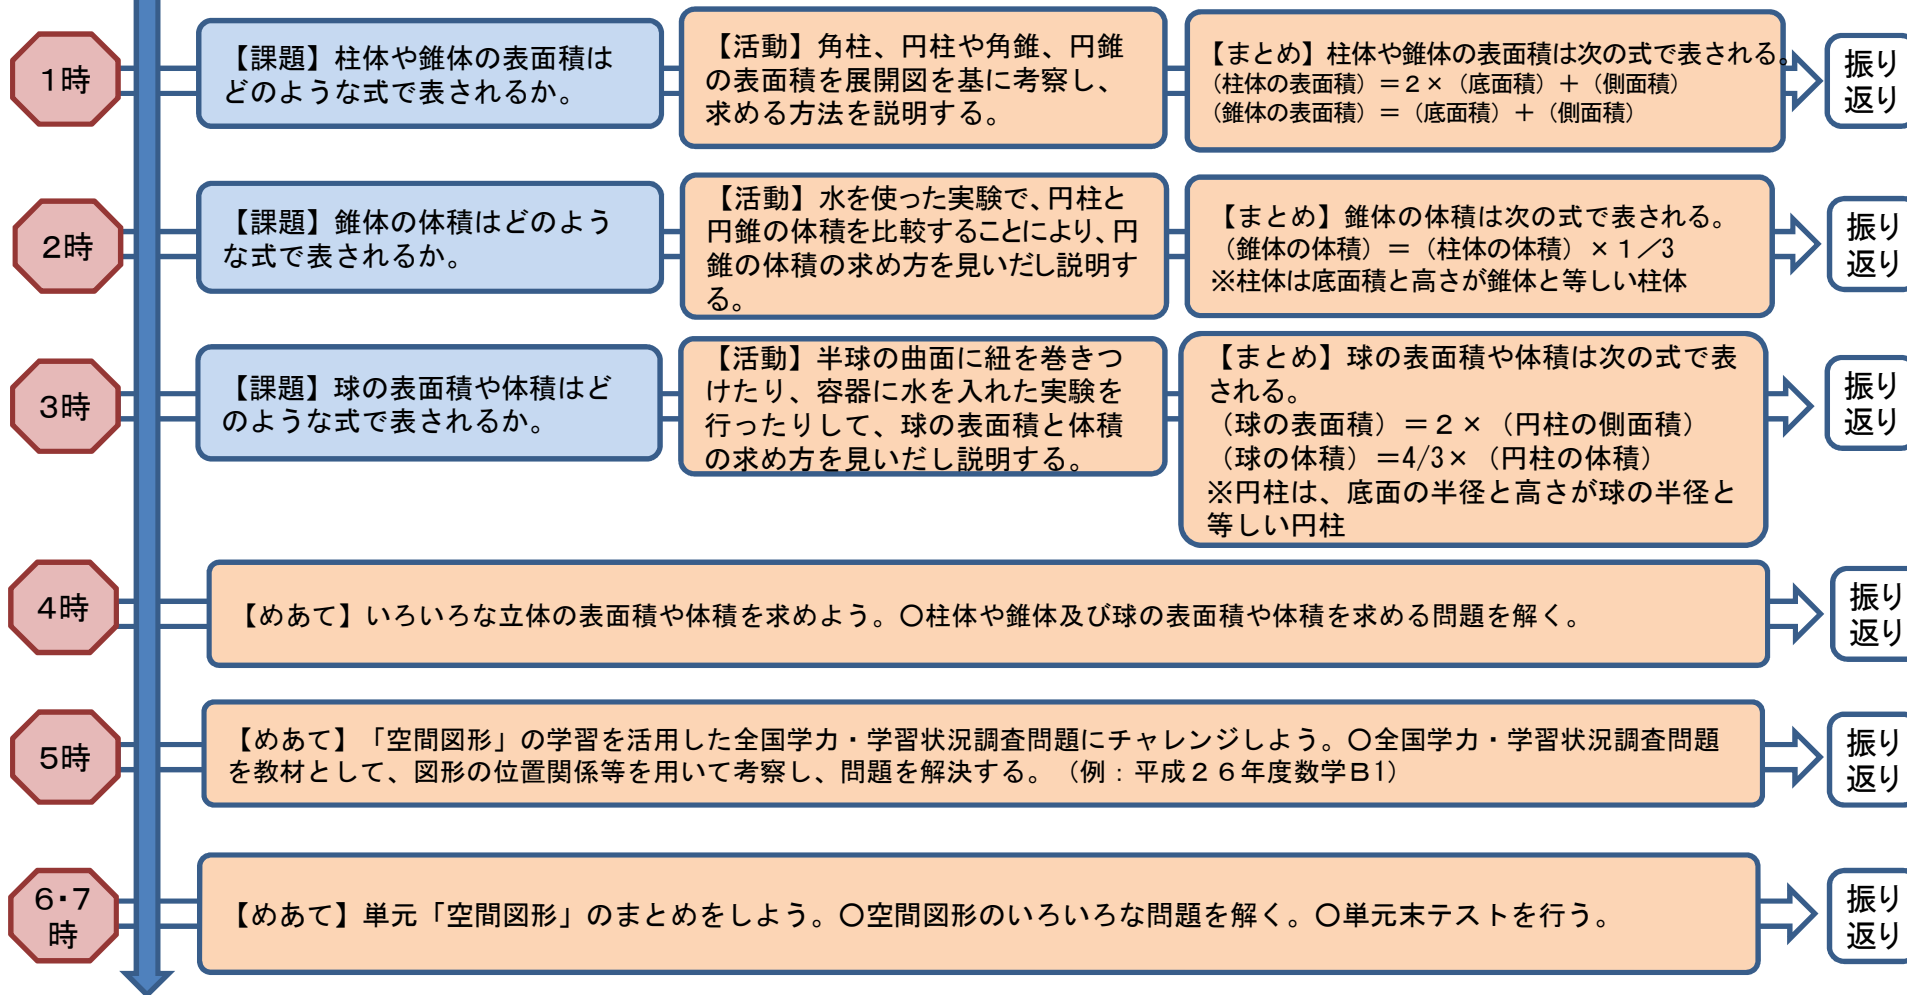 1時
【課題】柱体や錐体の表面積は
どのような式で表されるか。
【活動】角柱、円柱や角錐、円錐
の表面積を展開図を基に考察し、
求める方法を説明する。
【まとめ】柱体や錐体の表面積は次の式で表される。
(柱体の表面積)＝2×(底面積)＋(側面積)
(錐体の表面積)＝(底面積)＋(側面積)
振り
返り
2時
【課題】錐体の体積はどのよう
な式で表されるか。
【活動】水を使った実験で、円柱と
円錐の体積を比較することにより、円
錐の体積の求め方を見いだし説明す
る。
【まとめ】錐体の体積は次の式で表される。
(錐体の体積)＝(柱体の体積)×1／3
※柱体は底面積と高さが錐体と等しい柱体
振り
返り
3時
【課題】球の表面積や体積はど
のような式で表されるか。
【活動】半球の曲面に紐を巻きつ
けたり、容器に水を入れた実験を
行ったりして、球の表面積と体積
の求め方を見いだし説明する。
【まとめ】球の表面積や体積は次の式で表
される。
(球の表面積)＝2×(円柱の側面積)
(球の体積)＝4/3×(円柱の体積)
※円柱は、底面の半径と高さが球の半径と
等しい円柱
振り
返り
4時
【めあて】いろいろな立体の表面積や体積を求めよう。〇柱体や錐体及び球の表面積や体積を求める問題を解く。
振り
返り
5時
【めあて】「空間図形」の学習を活用した全国学力・学習状況調査問題にチャレンジしよう。〇全国学力・学習状況調査問題
を教材として、図形の位置関係等を用いて考察し、問題を解決する。(例：平成26年度数学B1)
振り
返り
6・7
時
【めあて】単元「空間図形」のまとめをしよう。〇空間図形のいろいろな問題を解く。〇単元末テストを行う。
振り
返り